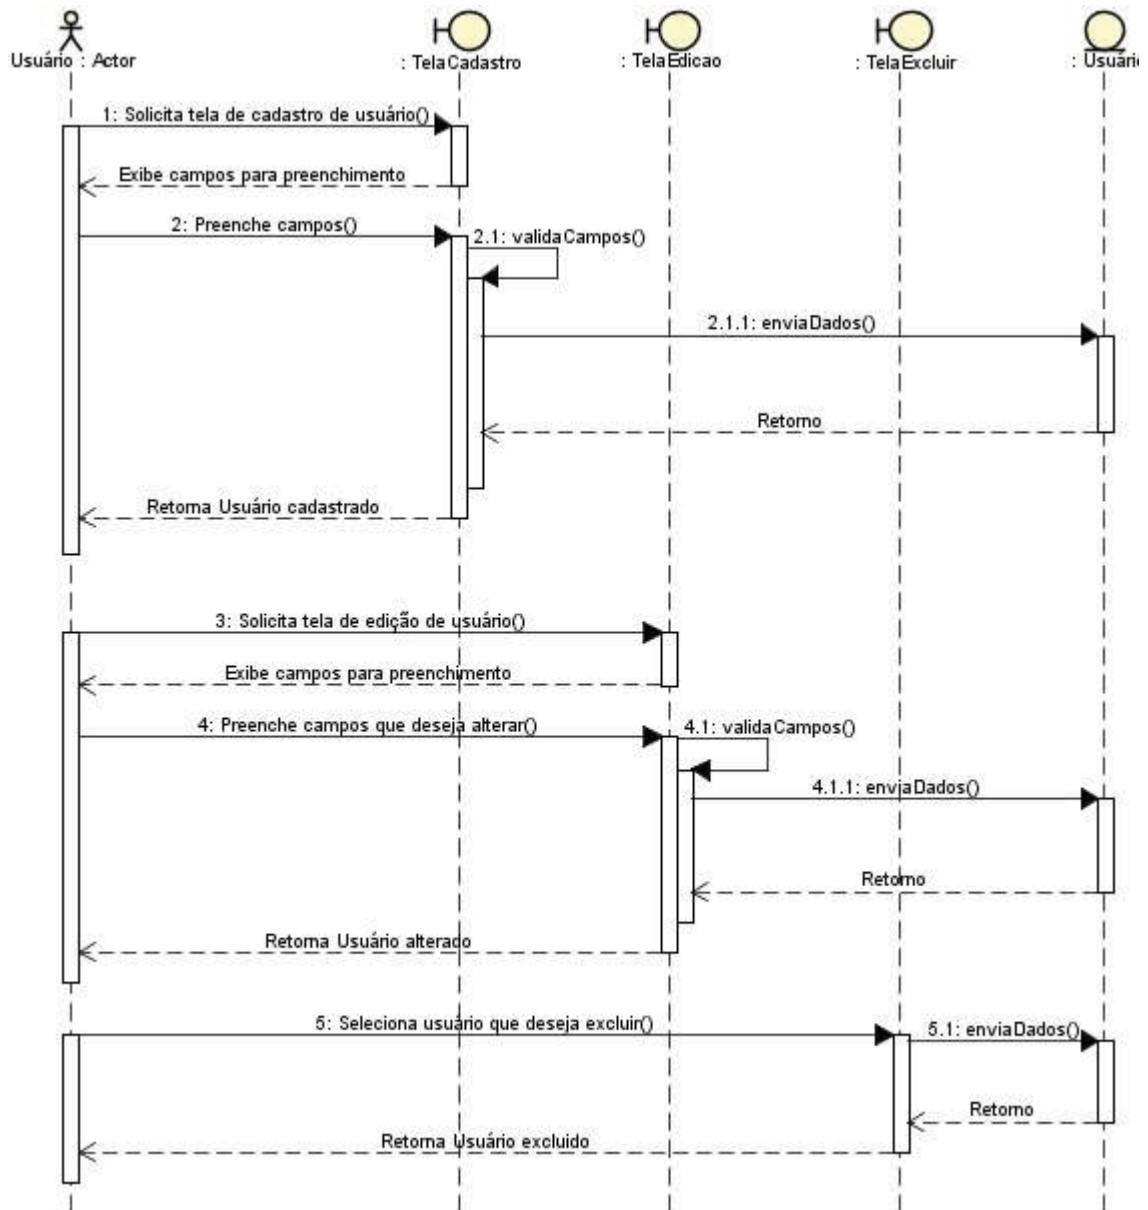 Usuário : Actor
: TelaCadastro
: TelaEdicao
: TelaExcluir
: Usuário
1: Solicita tela de cadastro de usuário()
Exibe campos para preenchimento
2: Preenche campos()
2.1: validaCampos()
2.1.1: enviaDados()
Retorno
Retorna Usuário cadastrado
3: Solicita tela de edição de usuário()
Exibe campos para preenchimento
4: Preenche campos que deseja alterar()
4.1: validaCampos()
4.1.1: enviaDados()
Retorno
Retorna Usuário alterado
5: Seleciona usuário que deseja excluir()
5.1: enviaDados()
Retorno
Retorna Usuário excluido